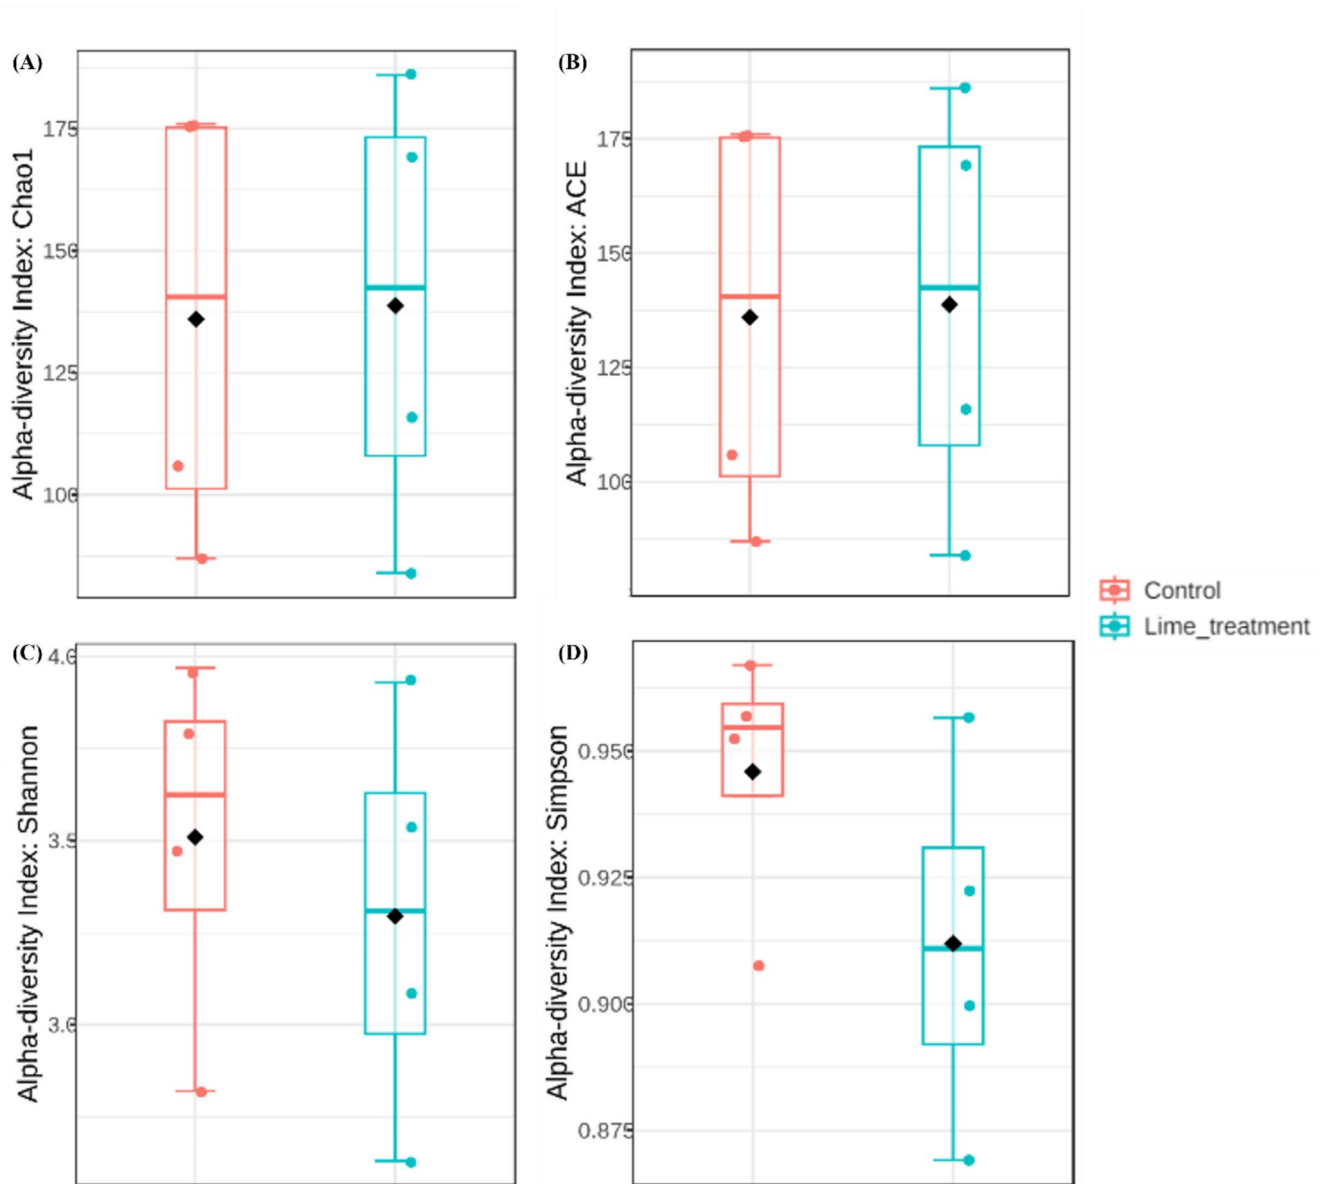 (A)
Alpha-diversity Index: Chao1
175
150
125
100
(B)
Alpha-diversity Index: ACE
175
150
125
100
Control
Lime_treatment
(C)
Alpha-diversity Index: Shannon
4.0
3.5
3.0
(D)
Alpha-diversity Index: Simpson
0.950
0.925
0.900
0.875